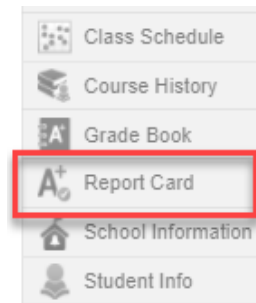 Class Schedule
Course History
Grade Book
Report Card
School Information
Student Info